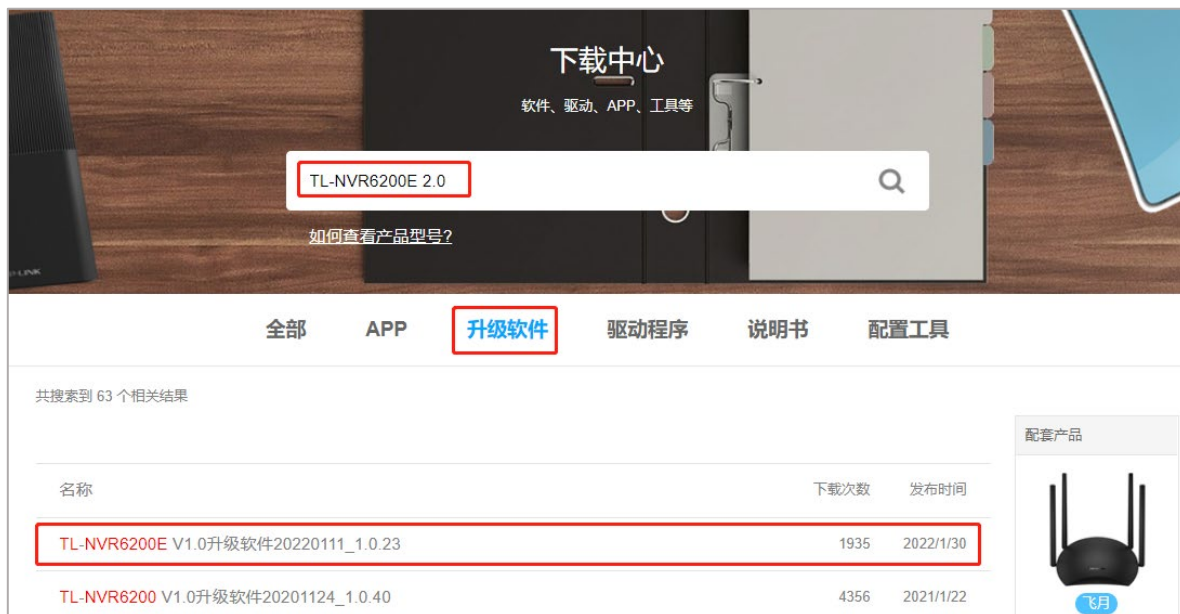 下载中心
软件、驱动、APP、工具等
TL-NVR6200E 2.0
如何查看产品型号?
全部 APP 升级软件 驱动程序 说明书 配置工具
共搜索到 63 个相关结果
配套产品
名称 下载次数 发布时间
TL-NVR6200E V1.0升级软件20220111_1.0.23 1935 2022/1/30
TL-NVR6200 V1.0升级软件20201124_1.0.40 4356 2021/1/22
飞月